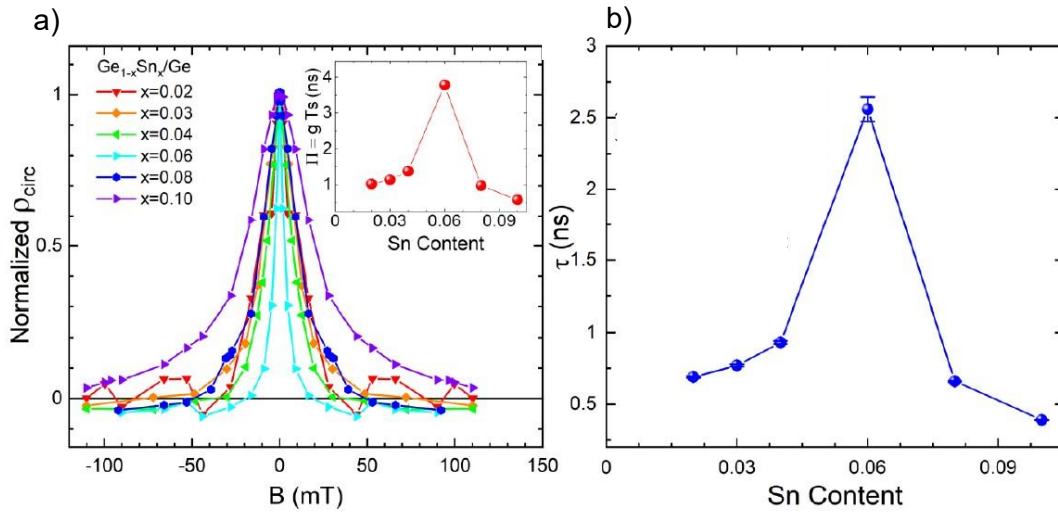 a)
Normalized ρcirc
1
0.5
0
Ge1-xSnx/Ge
x=0.02
x=0.03
x=0.04
x=0.06
x=0.08
x=0.10
Π = g Ts (ns)
4
3
2
1
0 0.03 0.06 0.09
Sn Content
-100 -50 0 50 100 150
B (mT)
b)
τ (ns)
3
2.5
2
1.5
1
0.5
0 0.03 0.06 0.09
Sn Content